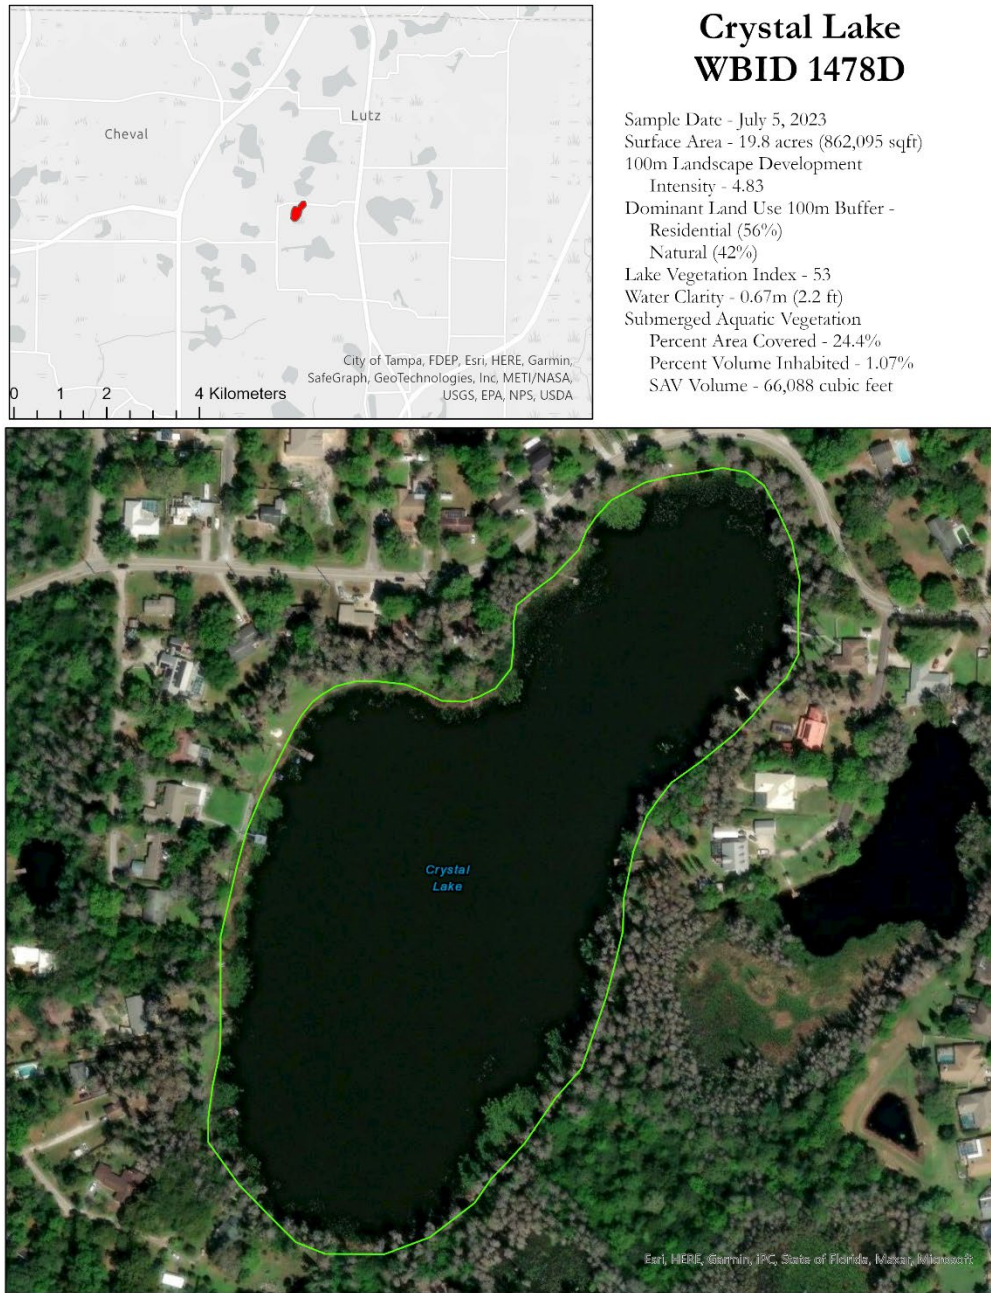 Crystal Lake
WBID 1478D
Sample Date - July 5, 2023
Surface Area - 19.8 acres (862,095 sqft)
100m Landscape Development
Intensity - 4.83
Dominant Land Use 100m Buffer -
Residential (56%)
Natural (42%)
Lake Vegetation Index - 53
Water Clarity - 0.67m (2.2 ft)
Submerged Aquatic Vegetation
Percent Area Covered - 24.4%
Percent Volume Inhabited - 1.07%
SAV Volume - 66,088 cubic feet
Lutz
Cheval
City of Tampa, FDEP, Esri, HERE, Garmin,
SafeGraph, GeoTechnologies, Inc, METI/NASA,
USGS, EPA, NPS, USDA
0 1 2 4 Kilometers
Crystal
Lake
Esri, HERE, Garmin, iPC, State of Florida, Maxar, Microsoft